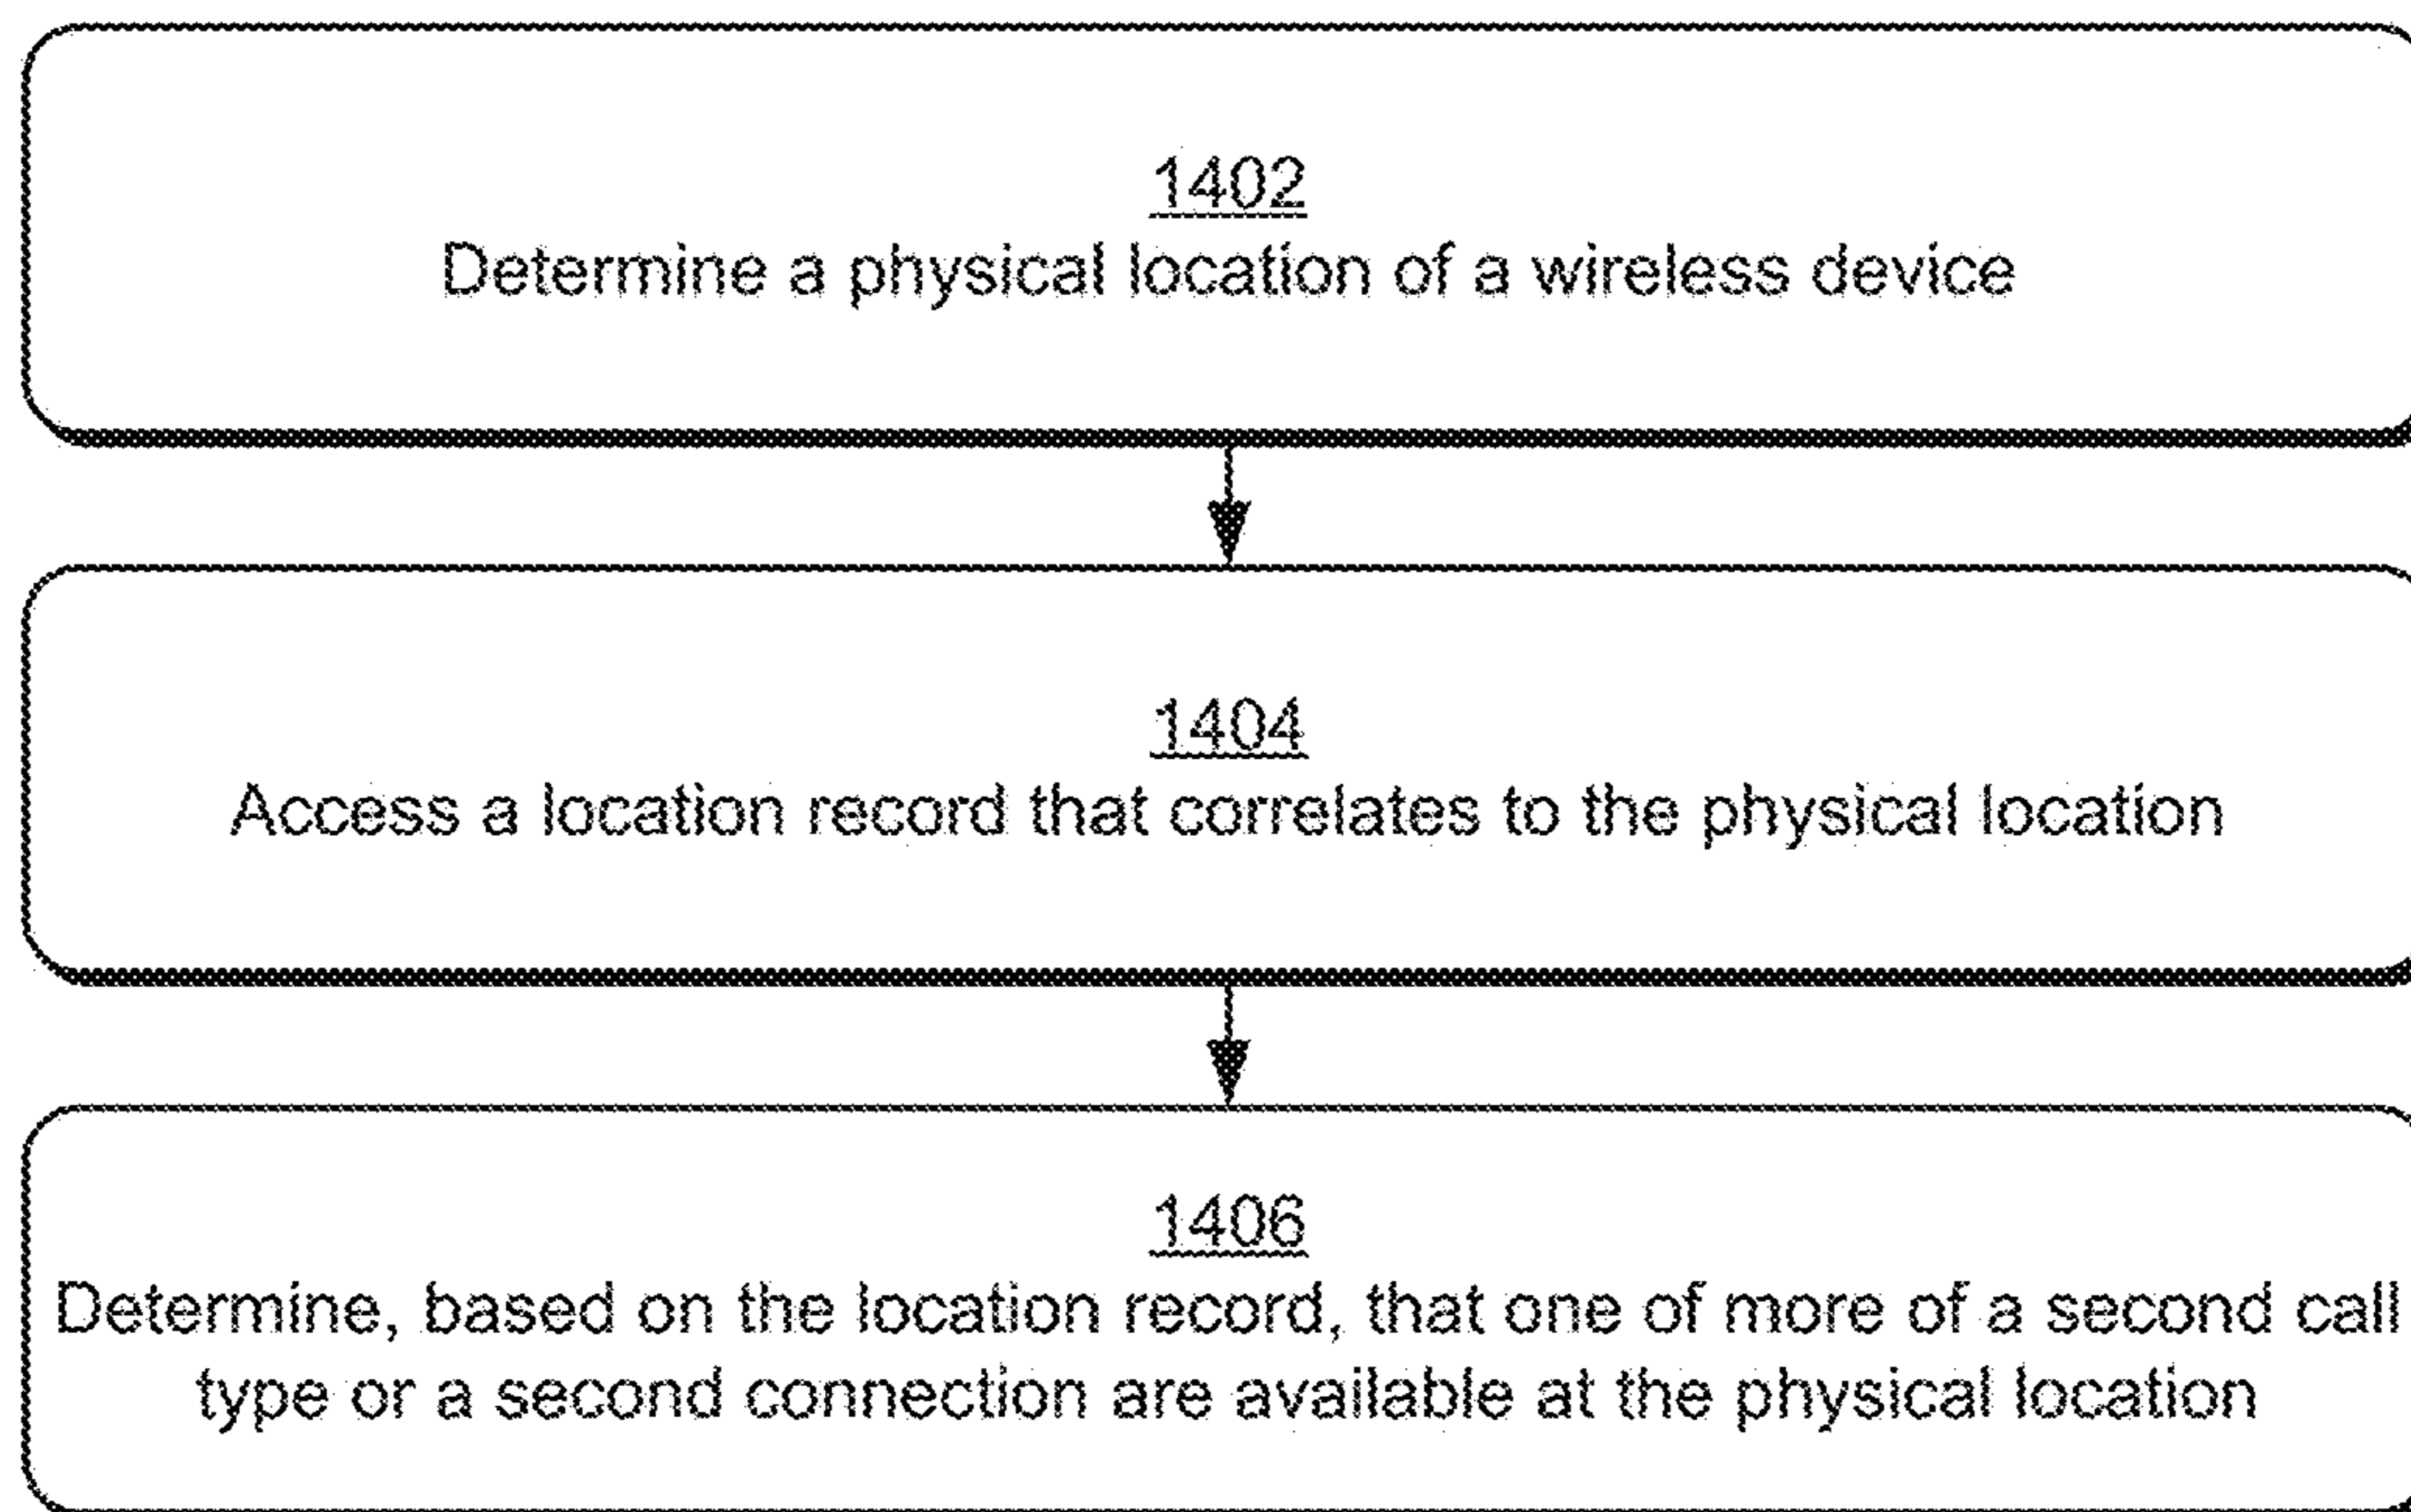 1402
Determine a physical location of a wireless device
1404
Access a location record that correlates to the physical location
1406
Determine, based on the location record, that one of more of a second call
type or a second connection are available at the physical location